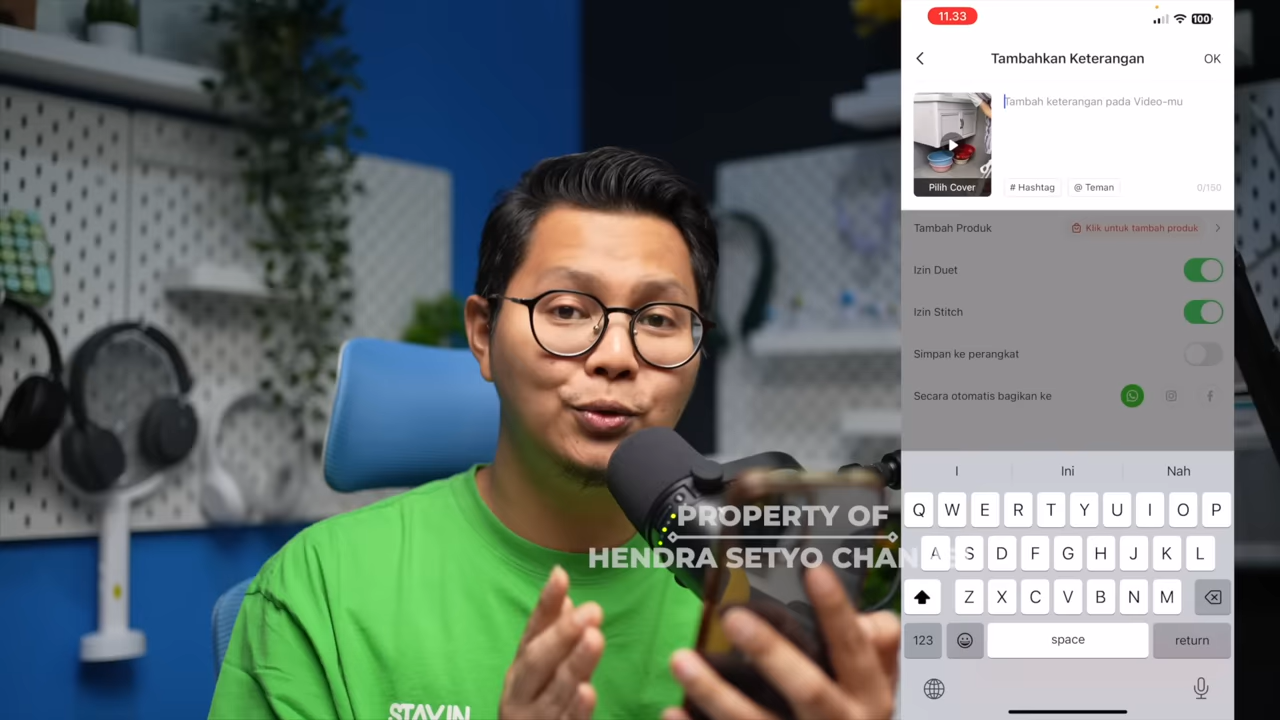 11.33
100
Tambahkan Keterangan
OK
Tambah keterangan pada Video-mu
Pilih Cover
# Hashtag
@ Teman
0/150
Tambah Produk
Klik untuk tambah produk
Izin Duet
Izin Stitch
Simpan ke perangkat
Secara otomatis bagikan ke
I Ini Nah
Q W E R T Y U I O P
A S D F G H J K L
Z X C V B N M
123 space return
PROPERTY OF
HENDRA SETYO
STAY IN